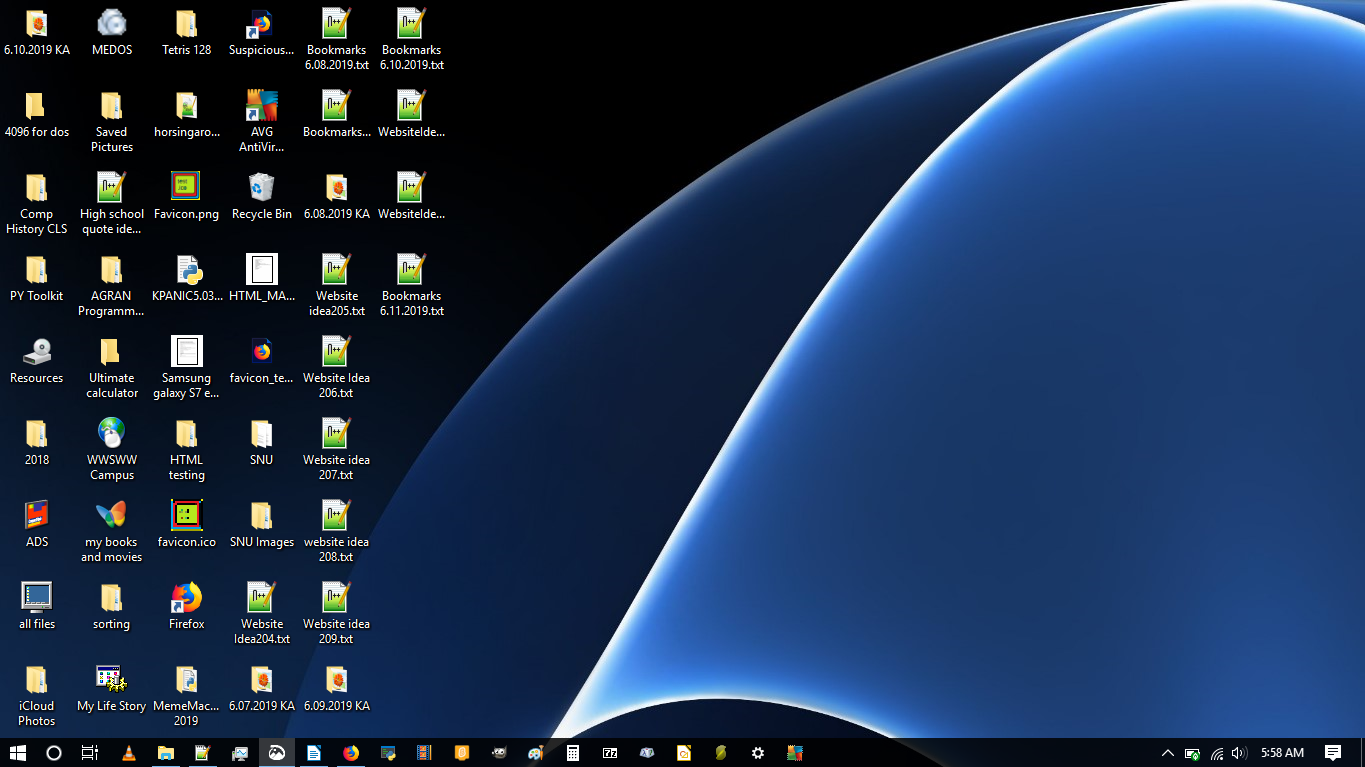 6.10.2019 KA
MEDOS
Tetris 128
Suspicious...
Bookmarks
6.08.2019.txt
Bookmarks
6.10.2019.txt
4096 for dos
Saved
Pictures
horsingaro...
AVG
AntiVir...
Bookmarks...
WebsiteIde...
Comp
History CLS
High school
quote ide...
Favicon.png
Recycle Bin
6.08.2019 KA
WebsiteIde...
PY Toolkit
AGRAN
Programm...
KPANIC5.03...
HTML_MA...
Website
idea205.txt
Bookmarks
6.11.2019.txt
Resources
Ultimate
calculator
Samsung
galaxy S7 e...
favicon_te...
Website Idea
206.txt
2018
WWSWW
Campus
HTML
testing
SNU
Website idea
207.txt
ADS
my books
and movies
favicon.ico
SNU Images
website idea
208.txt
all files
sorting
Firefox
Website
Idea204.txt
Website idea
209.txt
iCloud
Photos
My Life Story
MemeMac...
2019
6.07.2019 KA
6.09.2019 KA
5:58 AM